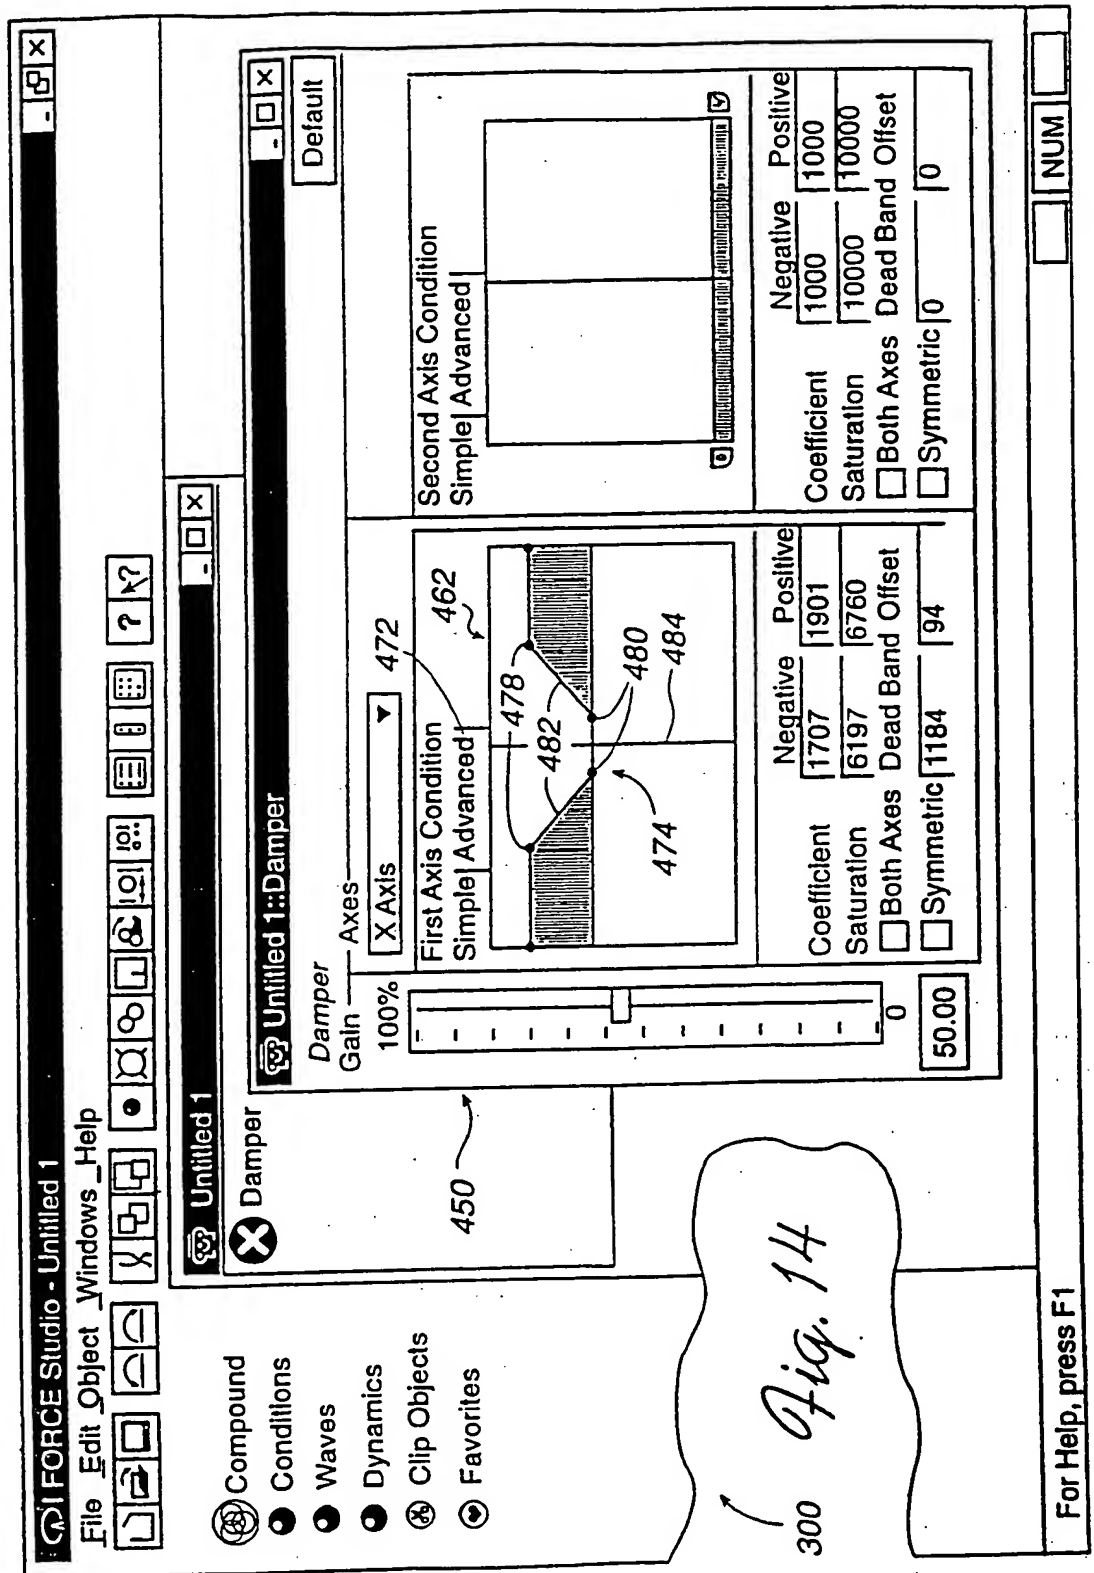 I FORCE Studio - Untitled 1
File Edit Object Windows Help
Compound
Conditions
Waves
Dynamics
Clip Objects
Favorites
Untitled 1
Damper
Untitled 1::Damper
Default
Damper
Gain
100%
0
50.00
Axes
X Axis
First Axis Condition
Simple Advanced
Negative Positive
Coefficient 1707 1901
Saturation 6197 6760
Both Axes Dead Band Offset
Symmetric 1184 94
Second Axis Condition
Simple Advanced
Negative Positive
Coefficient 1000 1000
Saturation 10000 10000
Both Axes Dead Band Offset
Symmetric 0 0
450
472
462
478
482
480
484
474
300
Fig. 14
For Help, press F1
NUM